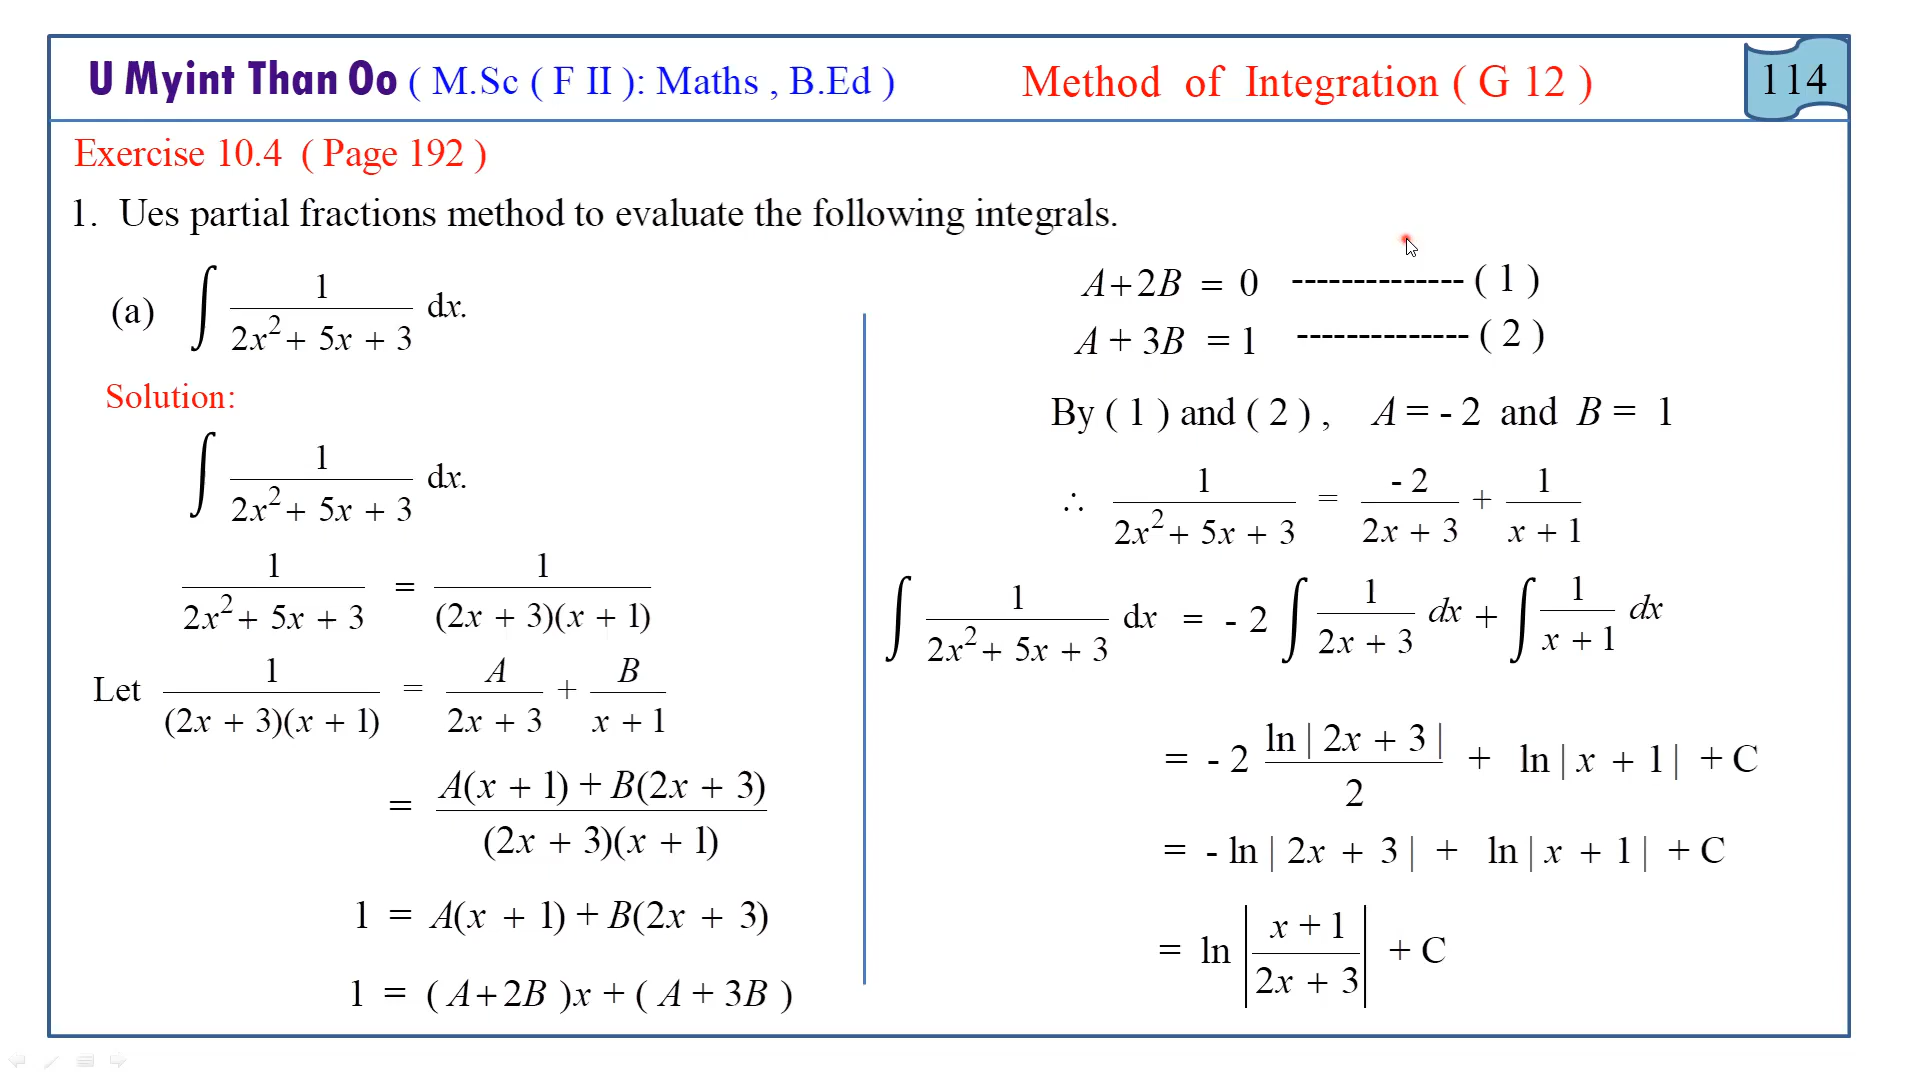 U Myint Than Oo ( M.Sc ( F II ): Maths , B.Ed ) Method of Integration ( G 12 ) 114
Exercise 10.4 ( Page 192 )
1. Ues partial fractions method to evaluate the following integrals.
(a) ∫ 1/(2x² + 5x + 3) dx.
Solution:
∫ 1/(2x² + 5x + 3) dx.
1/(2x² + 5x + 3) = 1/((2x + 3)(x + 1))
Let 1/((2x + 3)(x + 1)) = A/(2x + 3) + B/(x + 1)
= (A(x + 1) + B(2x + 3))/((2x + 3)(x + 1))
1 = A(x + 1) + B(2x + 3)
1 = ( A+2B )x + ( A + 3B )
A+2B = 0 -------------- ( 1 )
A + 3B = 1 -------------- ( 2 )
By ( 1 ) and ( 2 ) , A = - 2 and B = 1
∴ 1/(2x² + 5x + 3) = - 2/(2x + 3) + 1/(x + 1)
∫ 1/(2x² + 5x + 3) dx = - 2 ∫ 1/(2x + 3) dx + ∫ 1/(x + 1) dx
= - 2 ln | 2x + 3 |/2 + ln | x + 1 | + C
= - ln | 2x + 3 | + ln | x + 1 | + C
= ln |(x + 1)/(2x + 3)| + C